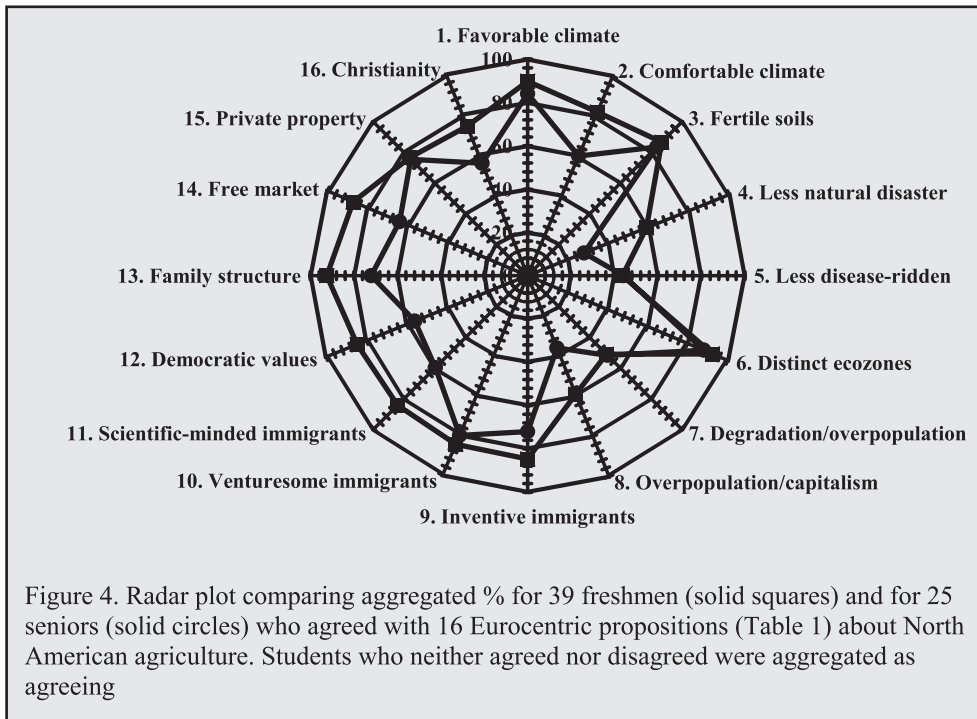 1. Favorable climate
100
16. Christianity
2. Comfortable climate
80
15. Private property
3. Fertile soils
60
14. Free market
40
4. Less natural disaster
20
13. Family structure
5. Less disease-ridden
12. Democratic values
6. Distinct ecozones
11. Scientific-minded immigrants
7. Degradation/overpopulation
10. Venturesome immigrants
8. Overpopulation/capitalism
9. Inventive immigrants
Figure 4. Radar plot comparing aggregated % for 39 freshmen (solid squares) and for 25
seniors (solid circles) who agreed with 16 Eurocentric propositions (Table 1) about North
American agriculture. Students who neither agreed nor disagreed were aggregated as
agreeing